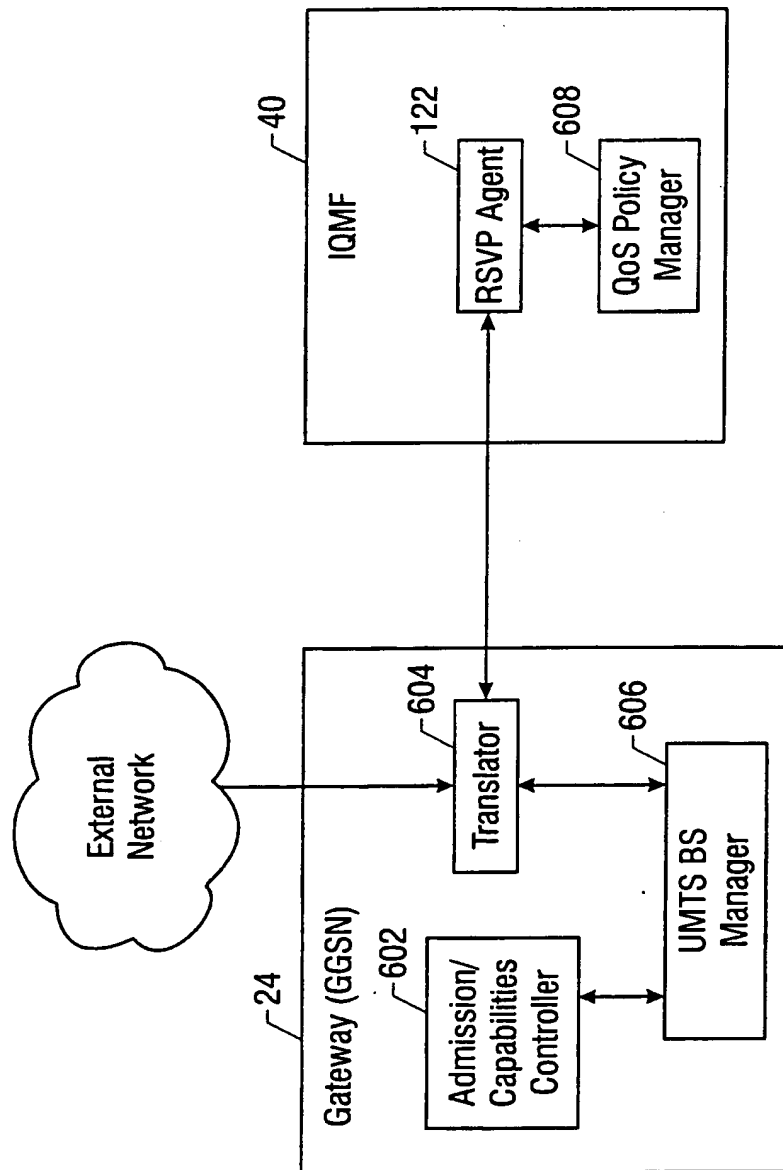 External
Network
24
Gateway (GGSN)
602
Admission/
Capabilities
Controller
604
Translator
606
UMTS BS
Manager
40
IQMF
122
RSVP Agent
608
QoS Policy
Manager